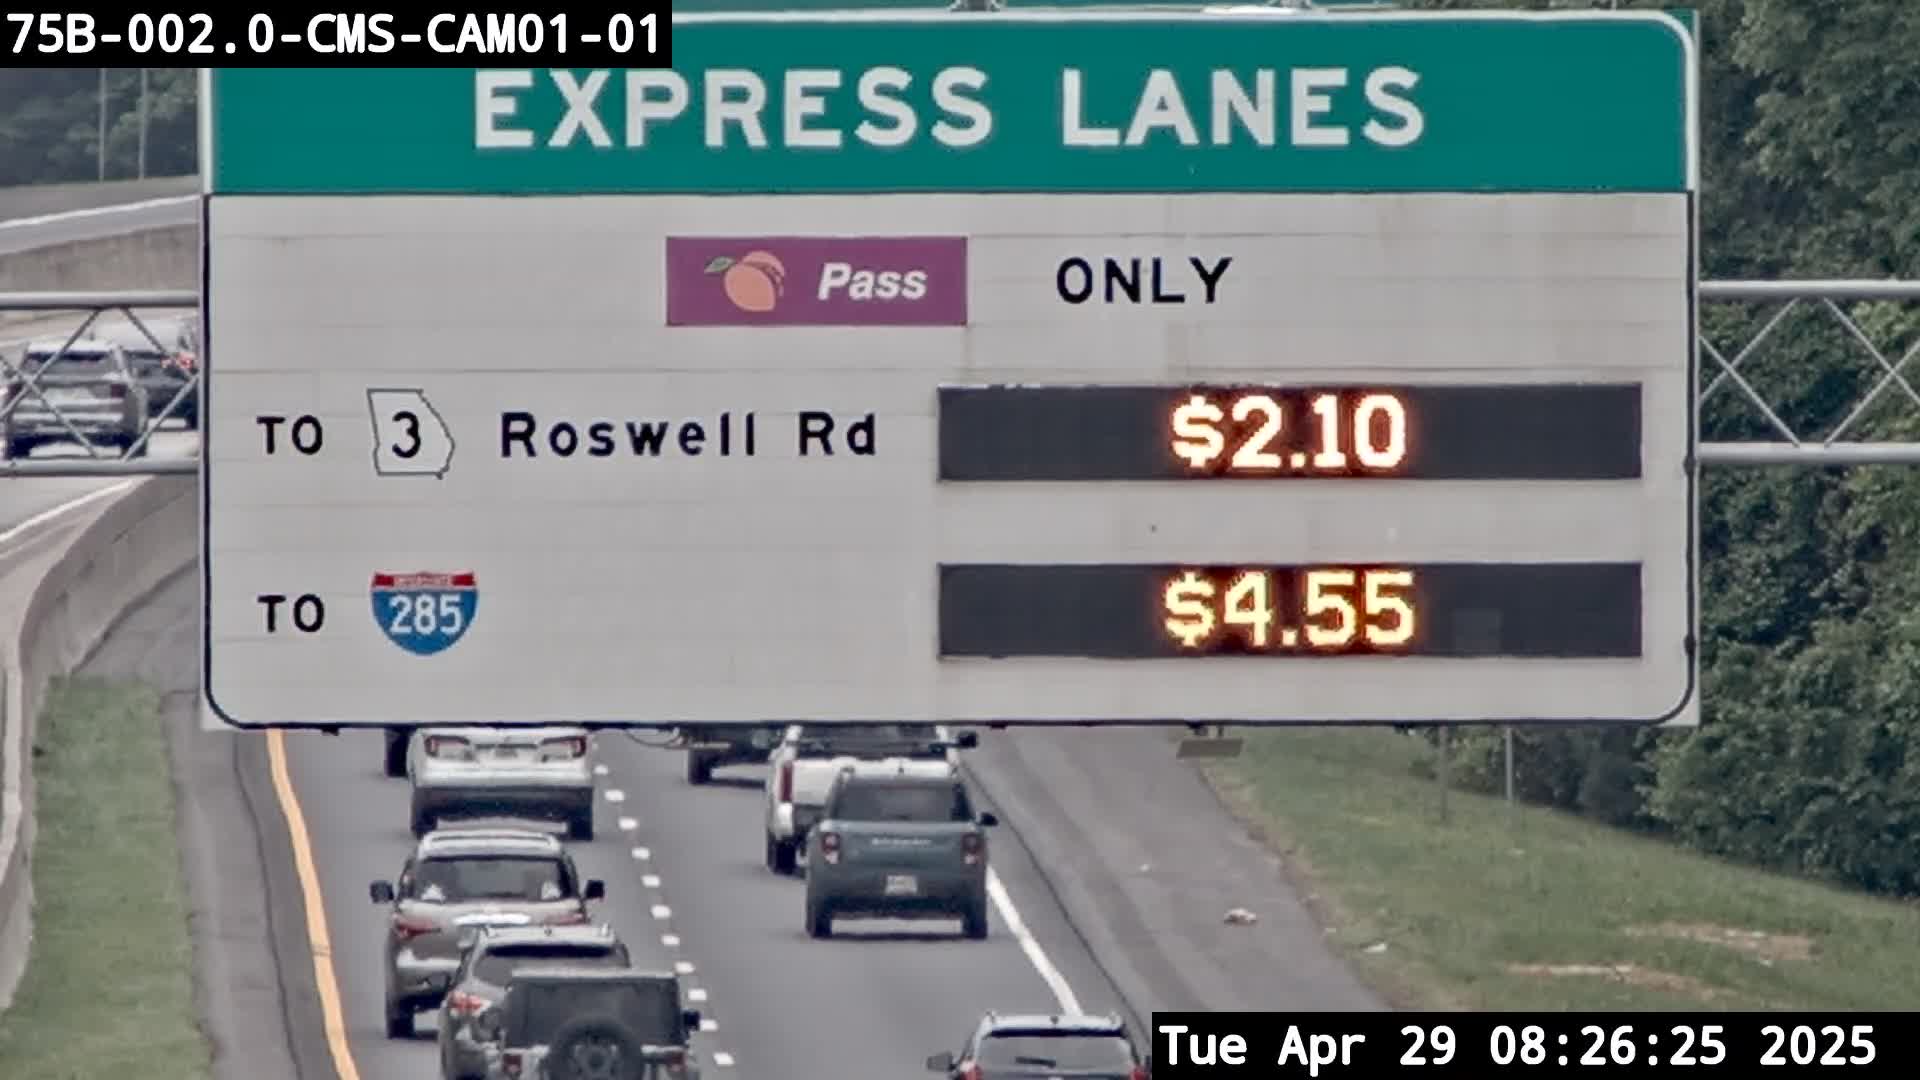 75B-002.0-CMS-CAM01-01
EXPRESS LANES
Pass ONLY
TO 3 Roswell Rd $2.10
INTERSTATE
TO 285 $4.55
Tue Apr 29 08:26:25 2025